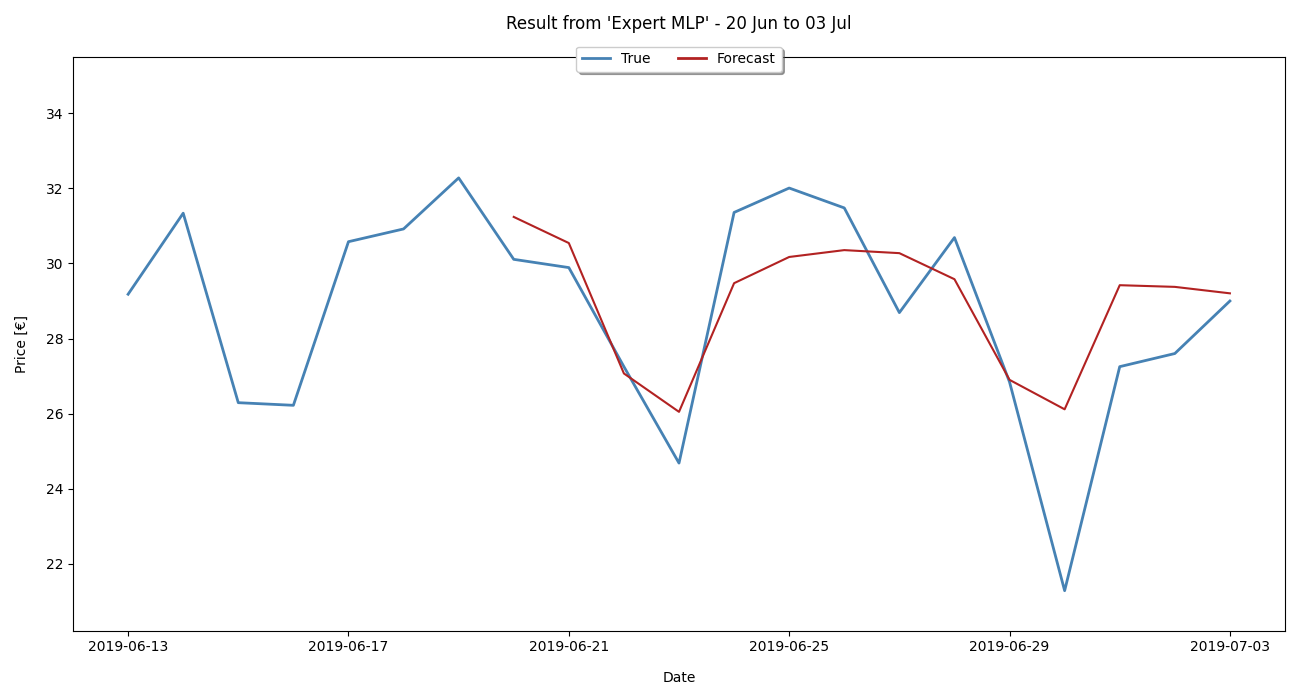 Result from 'Expert MLP' - 20 Jun to 03 Jul
True Forecast
34
32
30
28
26
24
22
Price [€]
2019-06-13 2019-06-17 2019-06-21 2019-06-25 2019-06-29 2019-07-03
Date